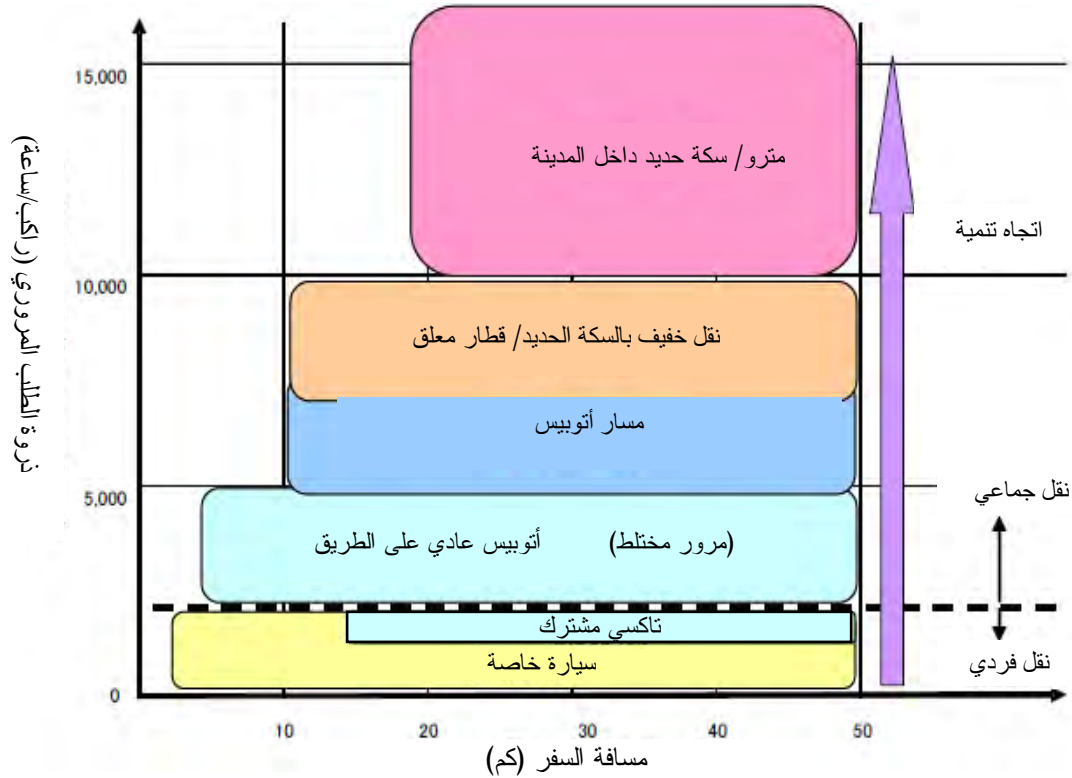 15,000
10,000
5,000
0
ذروة الطلب المروري (راكب/ساعة)
مترو/ سكة حديد داخل المدينة
نقل خفيف بالسكة الحديد/ قطار معلق
مسار أتوبيس
أتوبيس عادي على الطريق (مرور مختلط)
تاكسي مشترك
سيارة خاصة
اتجاه تنمية
نقل جماعي
نقل فردي
10 20 30 40 50
مسافة السفر (كم)